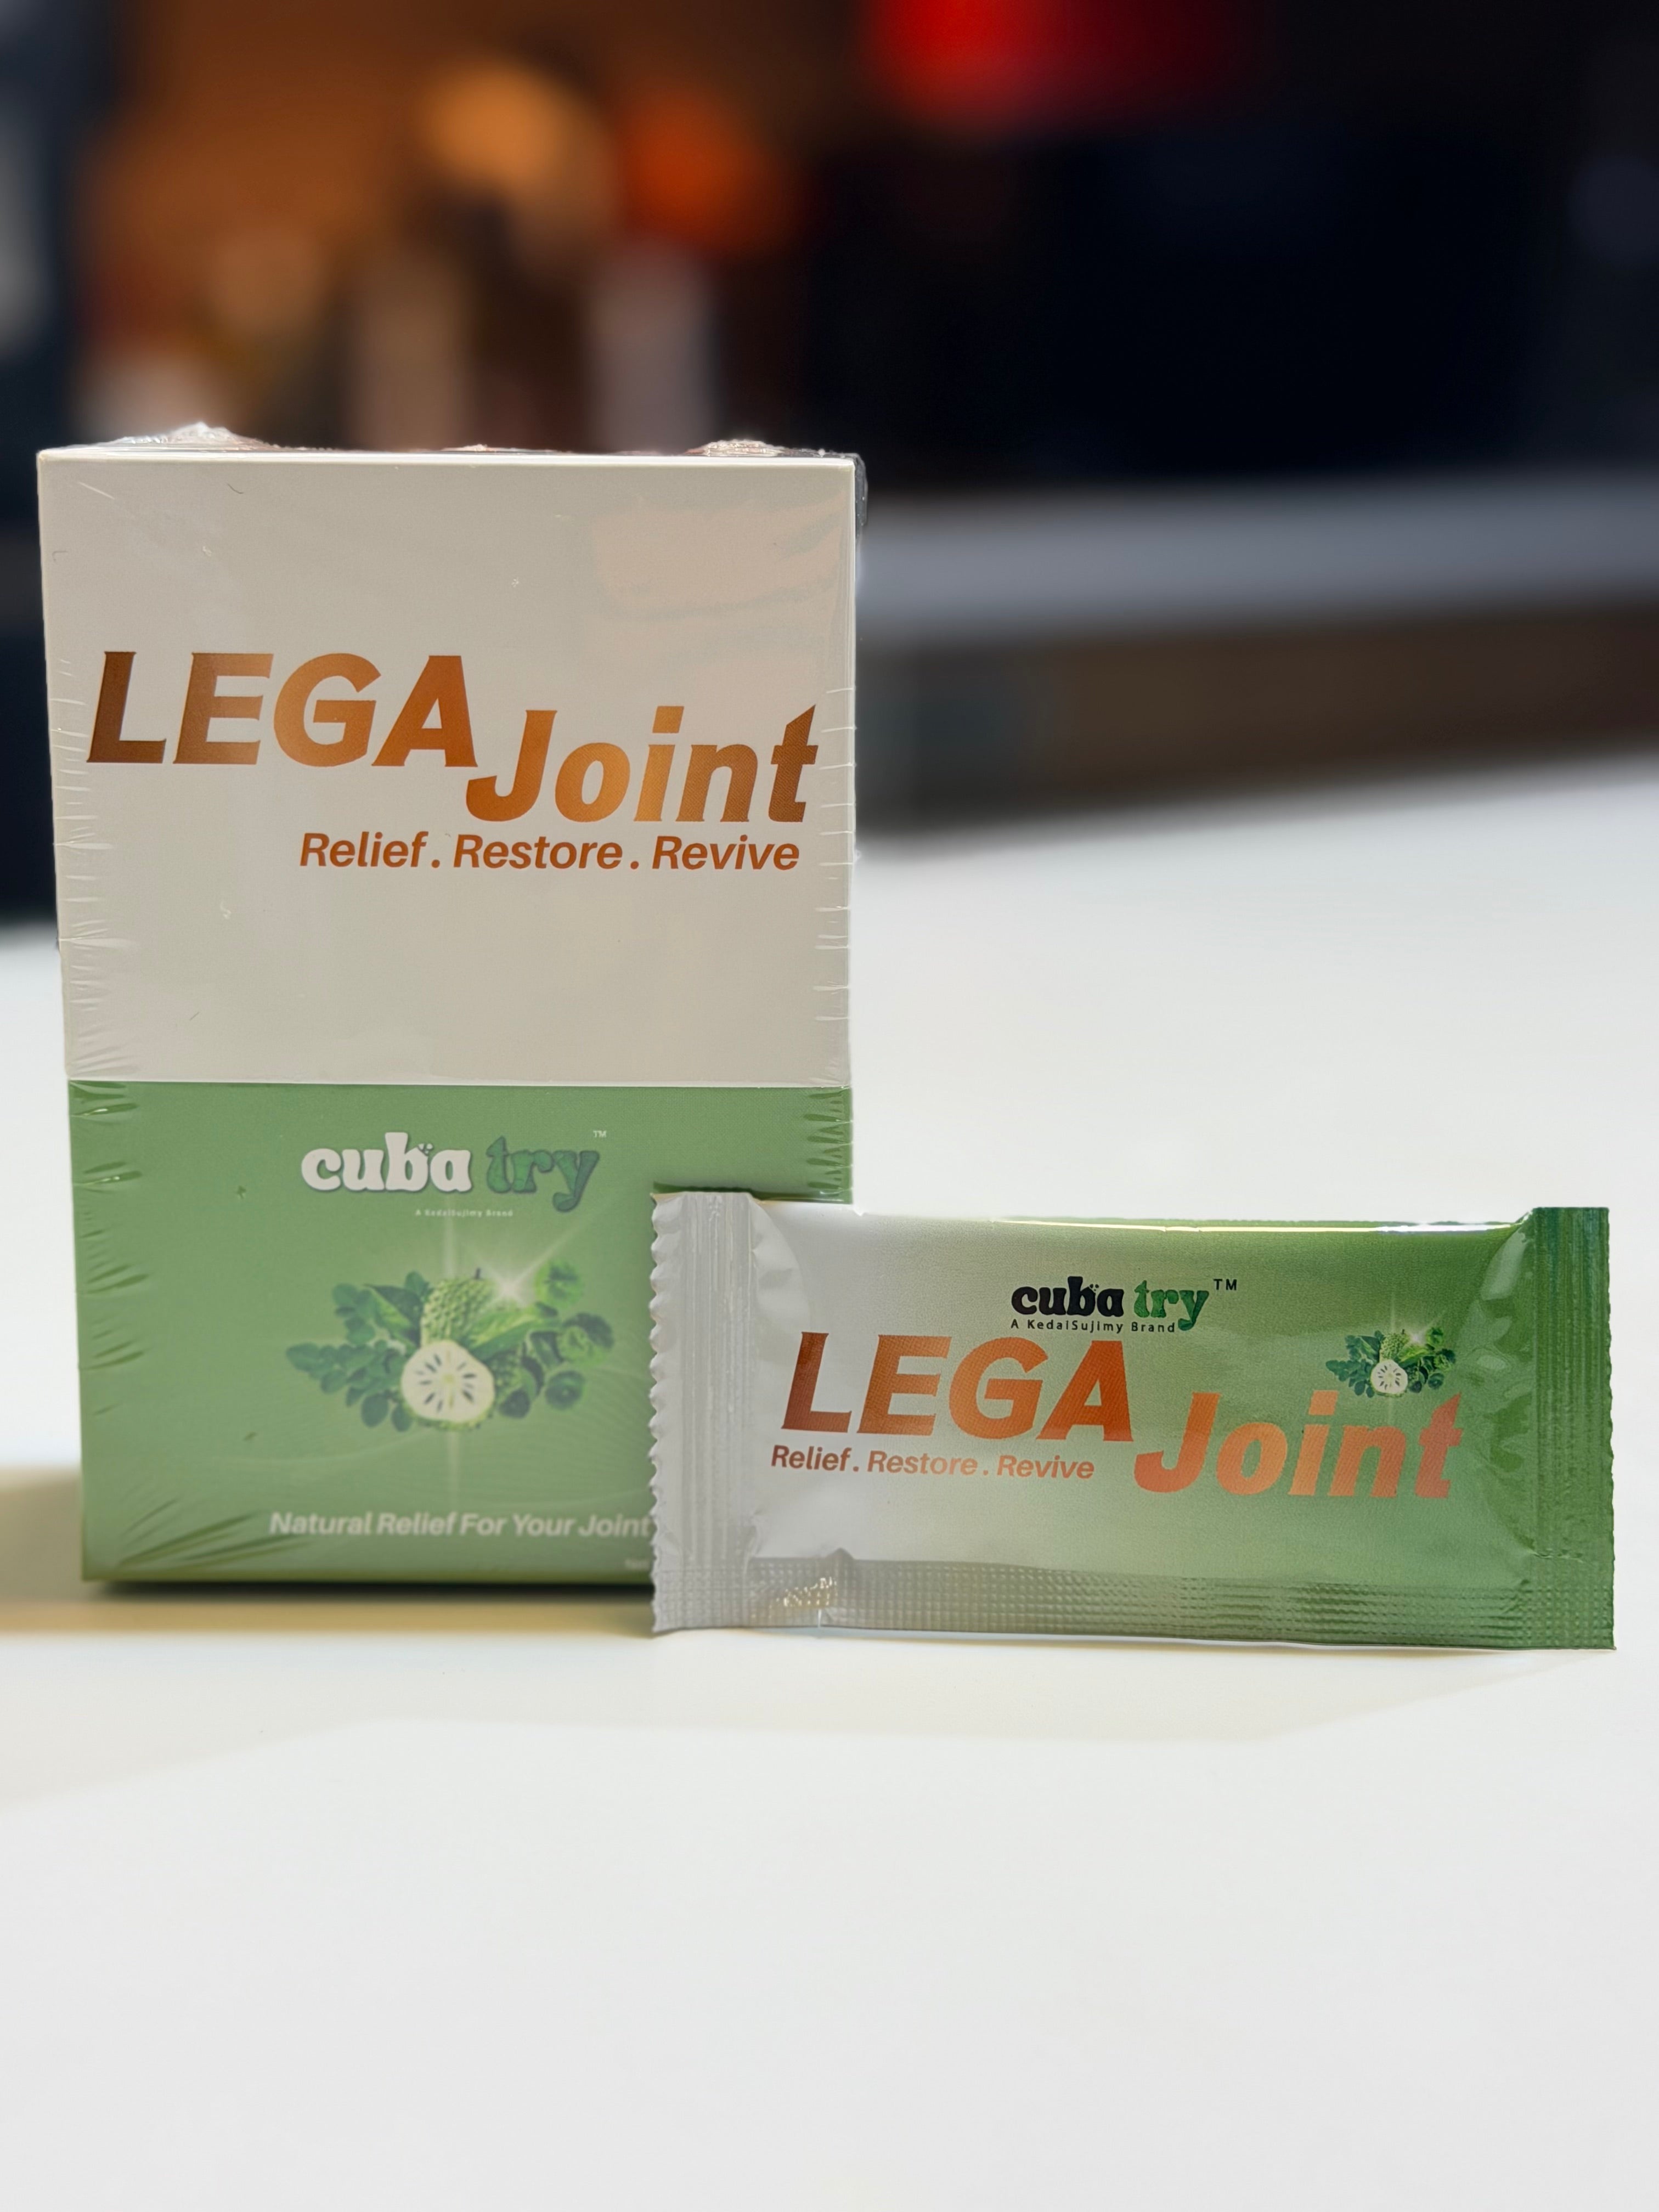 LEGA Joint
Relief . Restore . Revive
cuba try™
A KedaiSujimy Brand
Natural Relief For Your Joint
cuba try™
A KedaiSujimy Brand
LEGA Joint
Relief . Restore . Revive